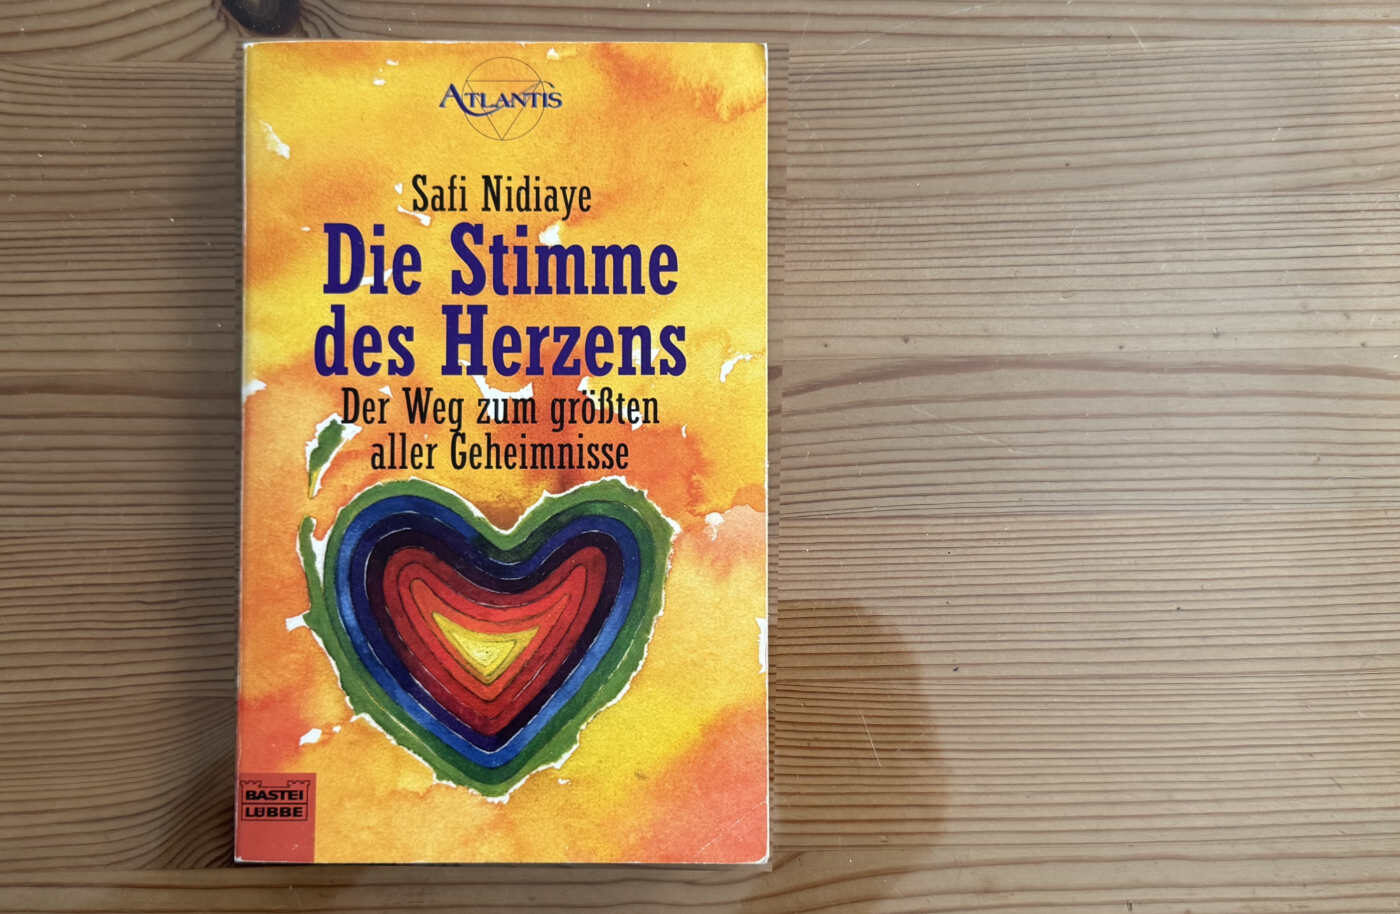 ATLANTIS
Safi Nidiaye
Die Stimme
des Herzens
Der Weg zum größten
aller Geheimnisse
BASTEI
LÜBBE